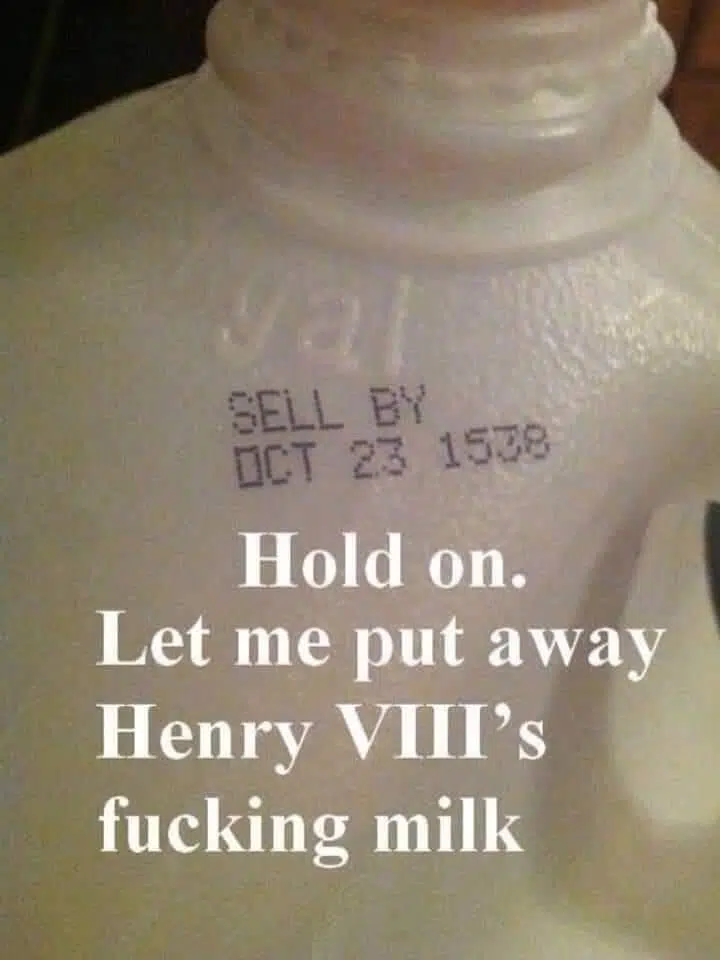 gal
SELL BY
OCT 23 1538
Hold on.
Let me put away
Henry VIII’s
fucking milk